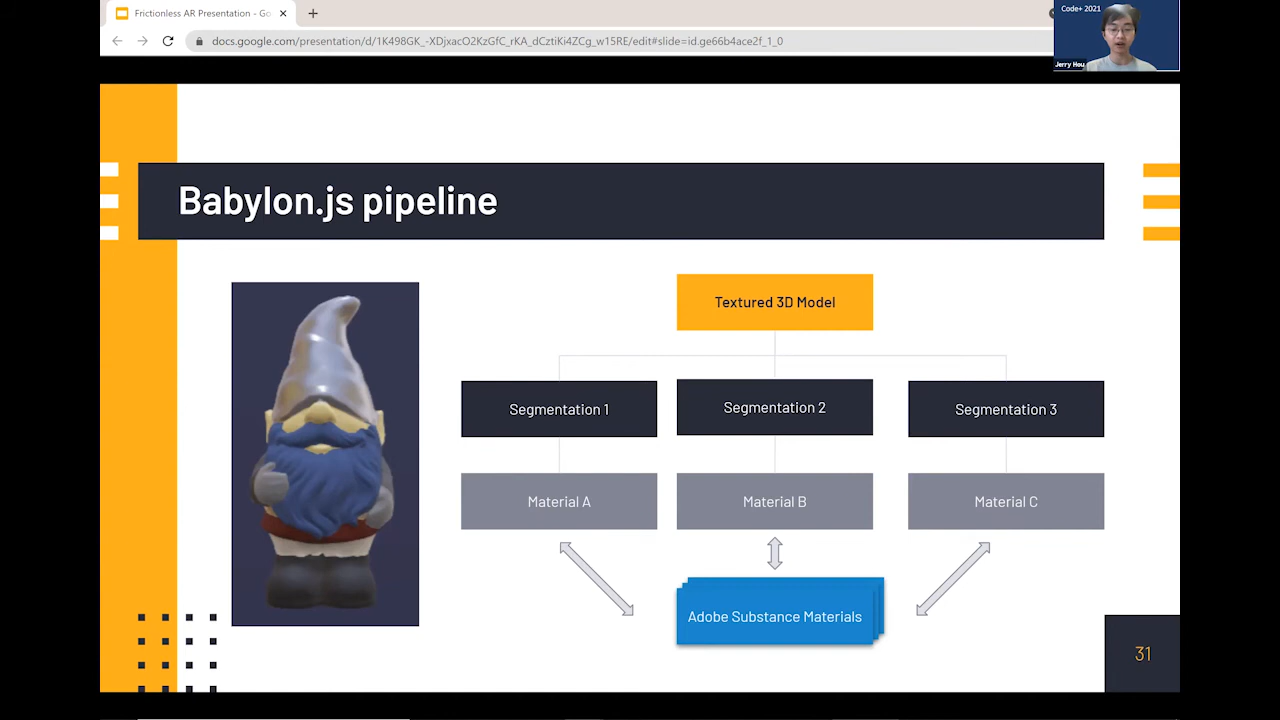 Frictionless AR Presentation - Go
docs.google.com/presentation/d/1K498GK_-XDjxacO2KzGfC_rKA_dCztiKi4ZCg_w15RE/edit#slide=id.ge66b4ace2f_1_0
Code+ 2021
Jerry Hou
Babylon.js pipeline
Textured 3D Model
Segmentation 1
Segmentation 2
Segmentation 3
Material A
Material B
Material C
Adobe Substance Materials
31